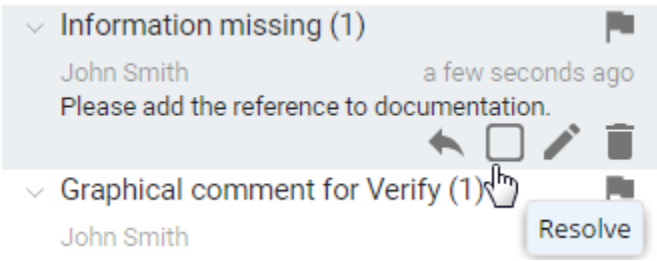 Information missing (1)
John Smith a few seconds ago
Please add the reference to documentation.
Graphical comment for Verify (1)
John Smith
Resolve